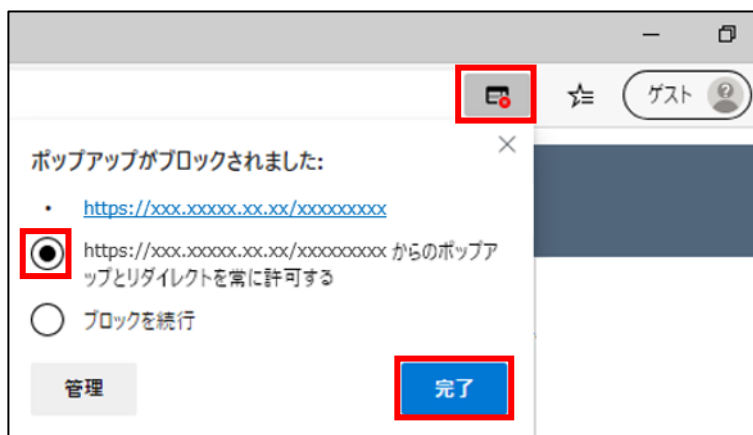 ゲスト
ポップアップがブロックされました:
• https://xxx.xxxxx.xx.xx/xxxxxxxxx
https://xxx.xxxxx.xx.xx/xxxxxxxxx からのポップア
ップとリダイレクトを常に許可する
ブロックを続行
管理
完了